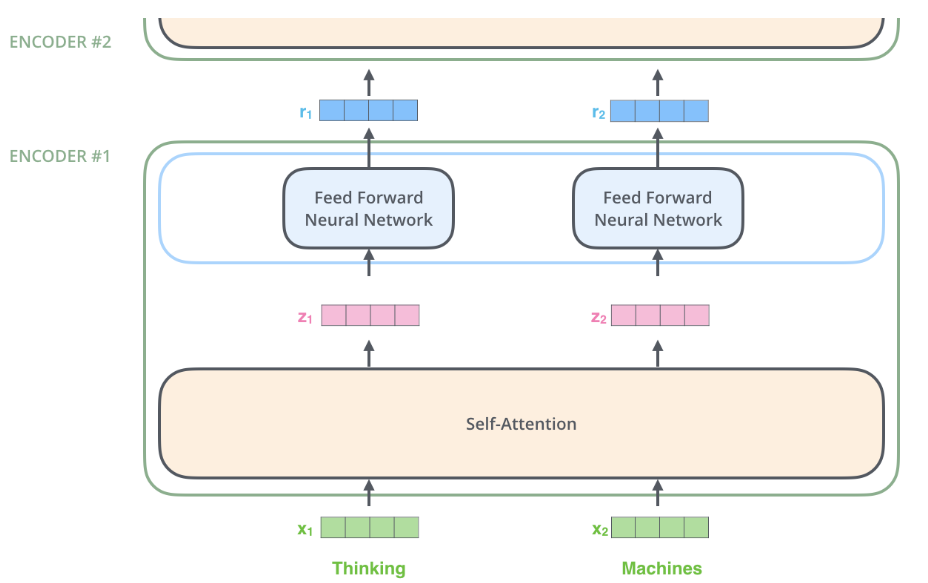 ENCODER #2
r₁
r₂
ENCODER #1
Feed Forward
Neural Network
Feed Forward
Neural Network
z₁
z₂
Self-Attention
x₁
x₂
Thinking
Machines